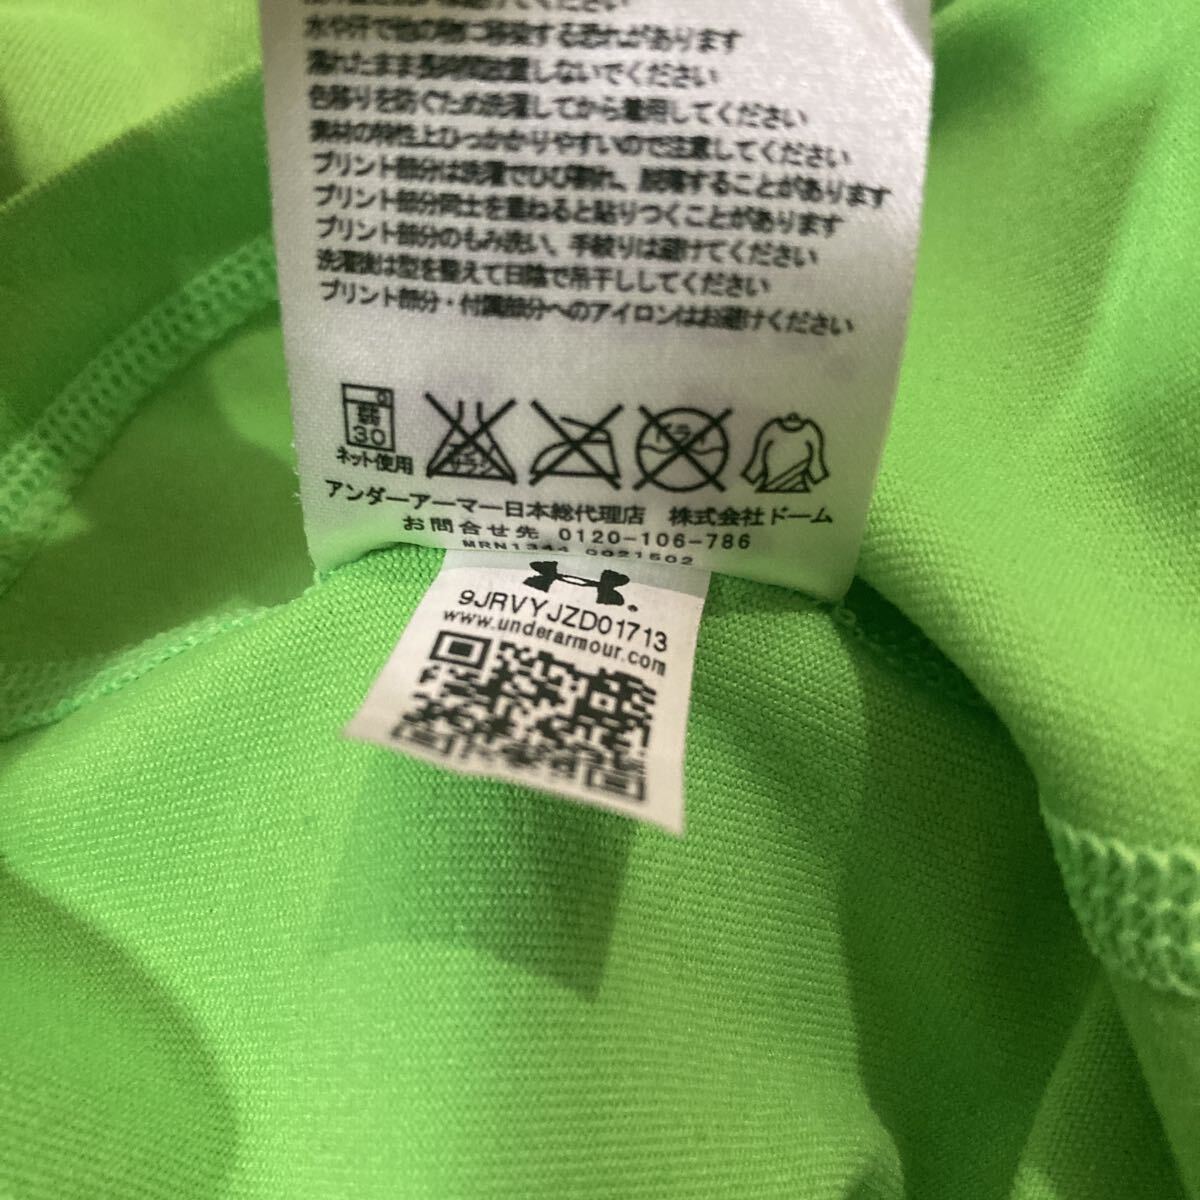 水や汗で他の物に移染する恐れがあります
濡れたまま長時間放置しないでください
色移りを防ぐため洗濯してから着用してください
素材の特性上ひっかかりやすいので注意してください
プリント部分は洗濯でひび割れ、脱落することがあります
プリント部分同士を重ねると貼りつくことがあります
プリント部分のもみ洗い、手絞りは避けてください
洗濯後は型を整えて日陰で吊干ししてください
プリント部分・付属部分へのアイロンはお避けください
弱
30
ネット使用
エンソサラシ
ドライ
アンダーアーマー日本総代理店 株式会社ドーム
お問合せ先 0120-106-786
MRN1344 0021502
9JRVYJZD01713
www.underarmour.com